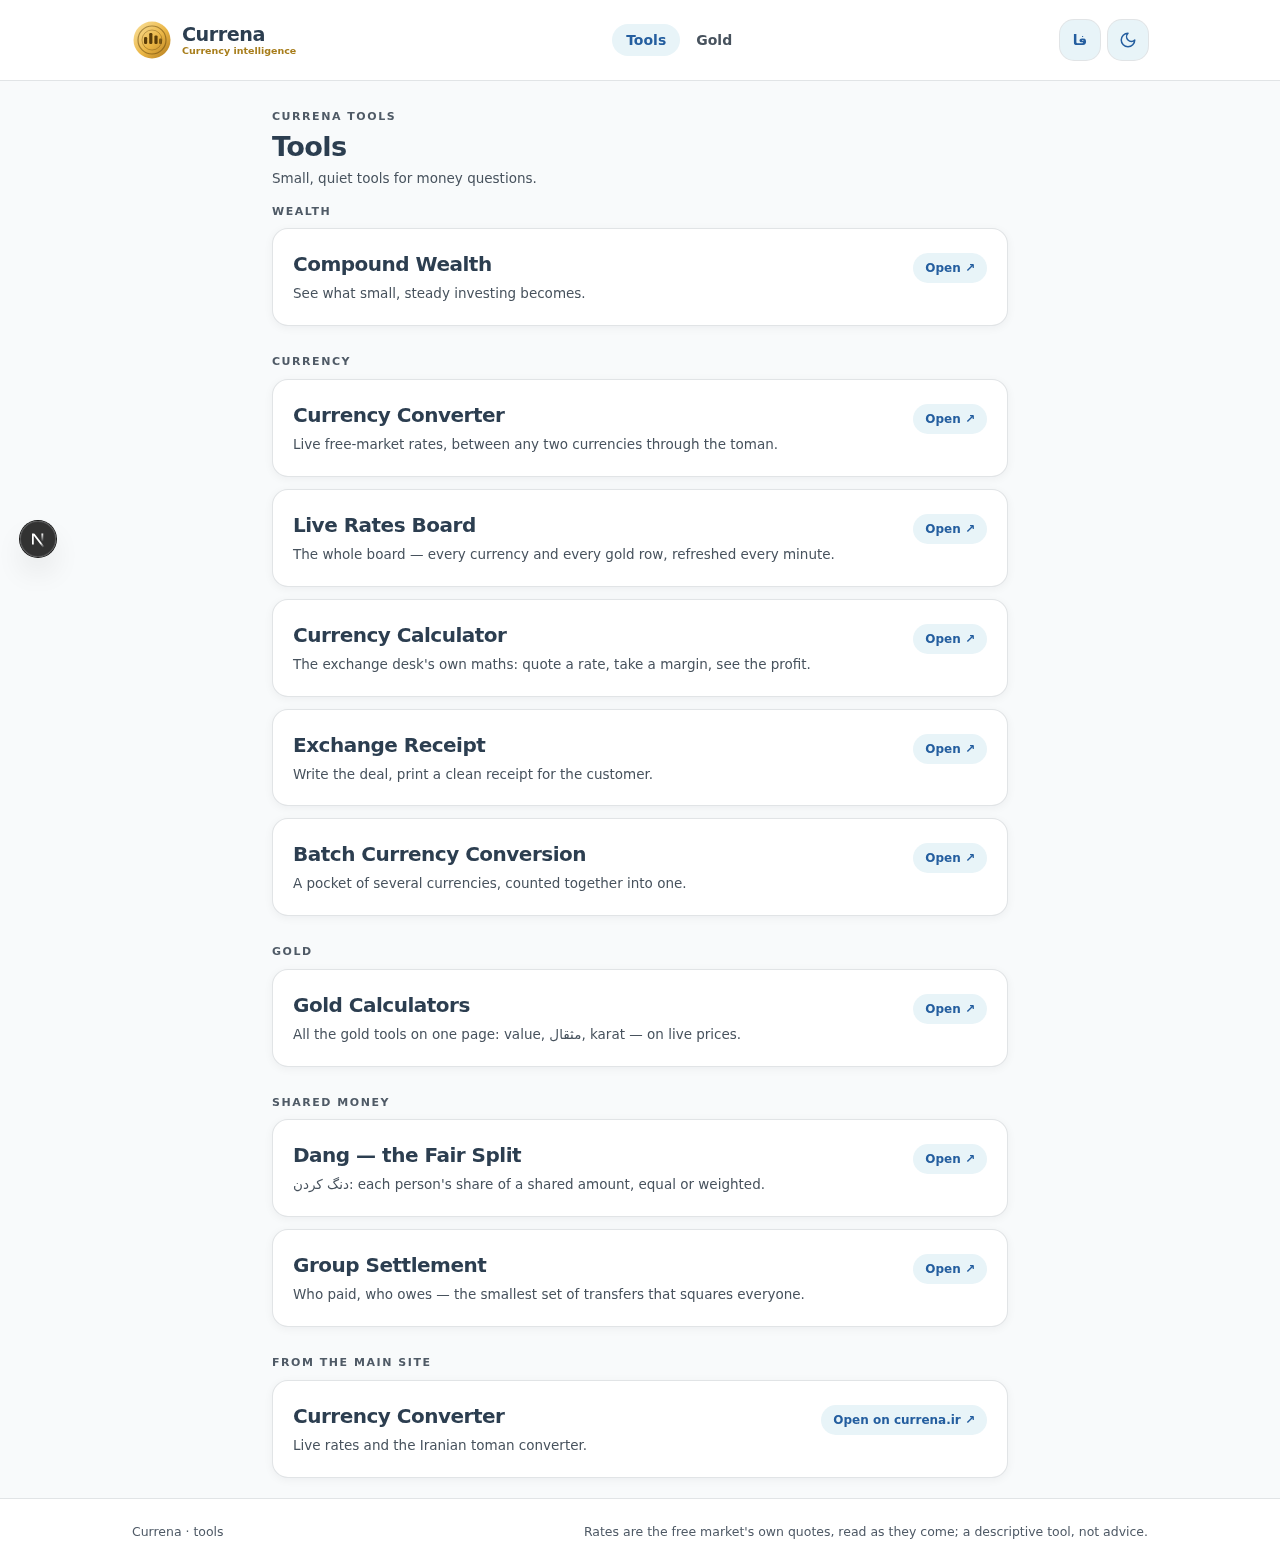 Currena
Currency intelligence
Tools
Gold
فا
CURRENA TOOLS
Tools
Small, quiet tools for money questions.
WEALTH
Compound Wealth
Open ↗
See what small, steady investing becomes.
CURRENCY
Currency Converter
Open ↗
Live free-market rates, between any two currencies through the toman.
Live Rates Board
Open ↗
The whole board — every currency and every gold row, refreshed every minute.
Currency Calculator
Open ↗
The exchange desk's own maths: quote a rate, take a margin, see the profit.
Exchange Receipt
Open ↗
Write the deal, print a clean receipt for the customer.
Batch Currency Conversion
Open ↗
A pocket of several currencies, counted together into one.
GOLD
Gold Calculators
Open ↗
All the gold tools on one page: value, مثقال, karat — on live prices.
SHARED MONEY
Dang — the Fair Split
Open ↗
دنگ کردن: each person's share of a shared amount, equal or weighted.
Group Settlement
Open ↗
Who paid, who owes — the smallest set of transfers that squares everyone.
FROM THE MAIN SITE
Currency Converter
Open on currena.ir ↗
Live rates and the Iranian toman converter.
Currena · tools
Rates are the free market's own quotes, read as they come; a descriptive tool, not advice.